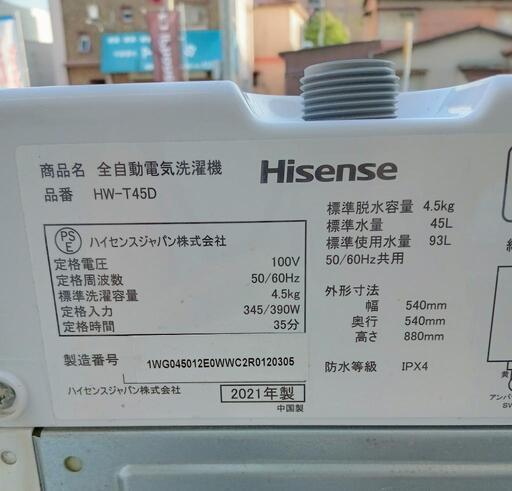 商品名 全自動電気洗濯機
品番 HW-T45D
Hisense
PSE ハイセンスジャパン株式会社
定格電圧 100V
定格周波数 50/60Hz
標準洗濯容量 4.5kg
定格入力 345/390W
定格時間 35分
標準脱水容量 4.5kg
標準水量 45L
標準使用水量 93L
50/60Hz共用
外形寸法
幅 540mm
奥行 540mm
高さ 880mm
防水等級 IPX4
製造番号 1WG045012E0WWC2R0120305
ハイセンスジャパン株式会社
2021年製
中国製
黄
アンバ
SW